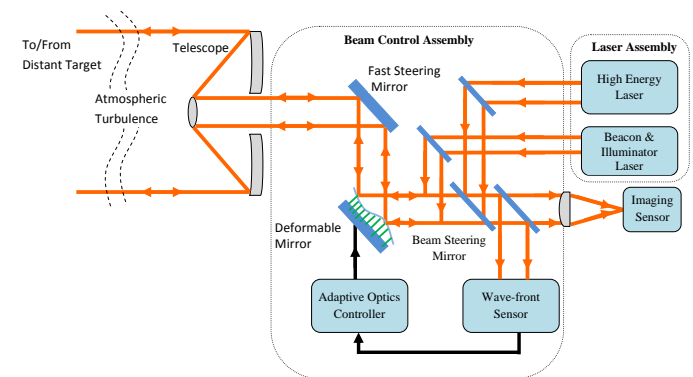 To/From
Distant Target
Telescope
Atmospheric
Turbulence
Beam Control Assembly
Fast Steering
Mirror
Laser Assembly
High Energy
Laser
Beacon &
Illuminator
Laser
Imaging
Sensor
Deformable
Mirror
Beam Steering
Mirror
Adaptive Optics
Controller
Wave-front
Sensor